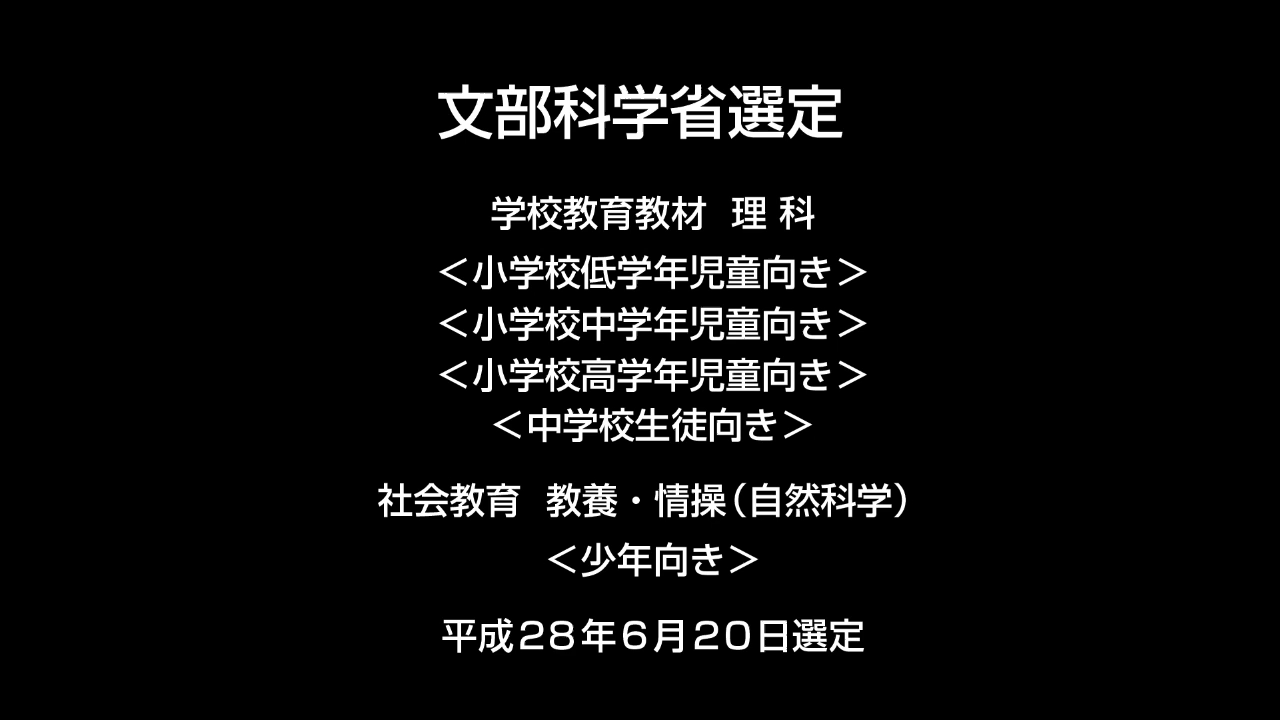 文部科学省選定
学校教育教材 理 科
＜小学校低学年児童向き＞
＜小学校中学年児童向き＞
＜小学校高学年児童向き＞
＜中学校生徒向き＞
社会教育 教養・情操（自然科学）
＜少年向き＞
平成２８年６月２０日選定